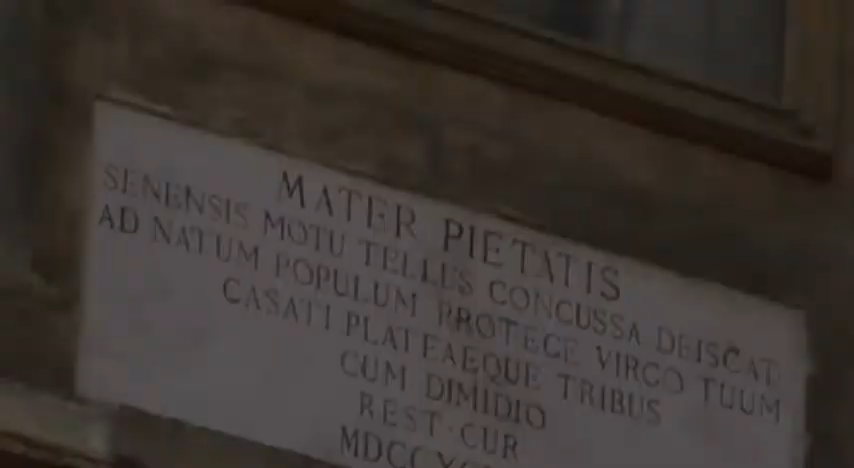 MATER PIETATIS
SENENSIS MOTU TELLUS CONCUSSA DEISCAT
AD NATUM POPULUM PROTEGE VIRGO TUUM
CASATI PLATEAEQUE TRIBUS
CUM DIMIDIO
REST·CUR